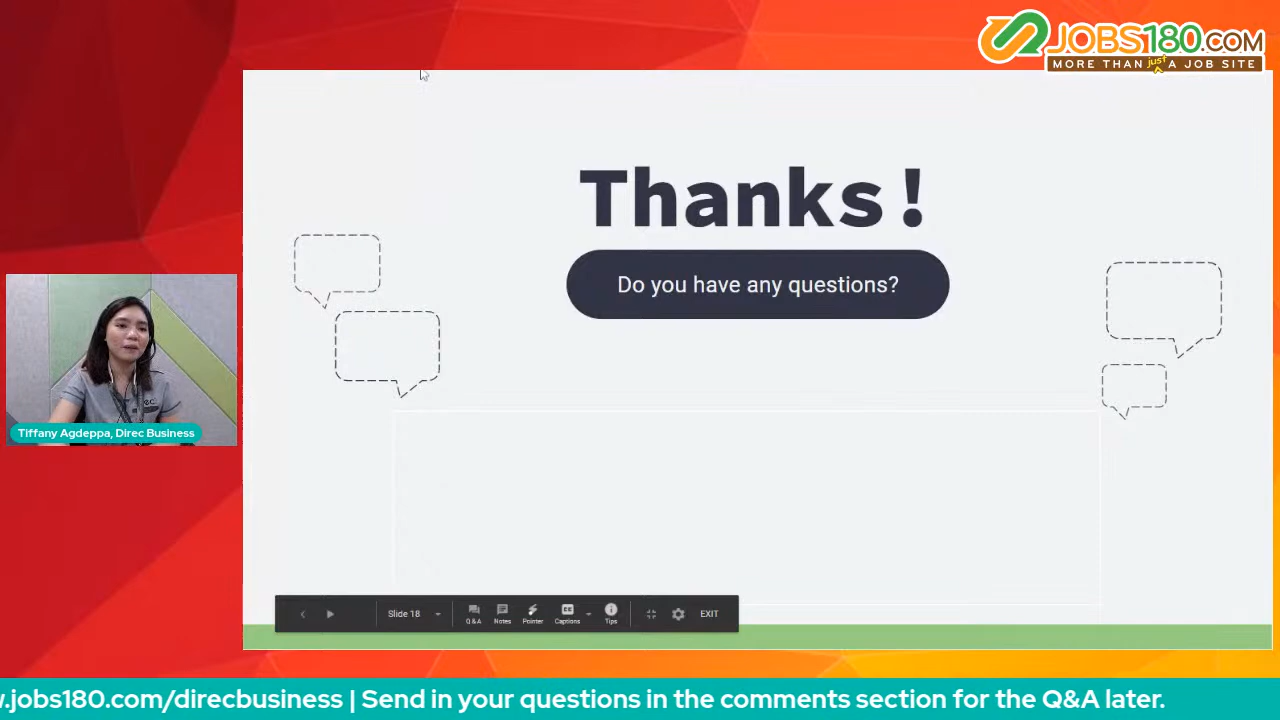 JOBS180.COM
MORE THAN just A JOB SITE
Thanks!
Do you have any questions?
Tiffany Agdeppa, Direc Business
Slide 18
Q&A
Notes
Pointer
CC
Captions
Tips
EXIT
.jobs180.com/direcbusiness | Send in your questions in the comments section for the Q&A later.